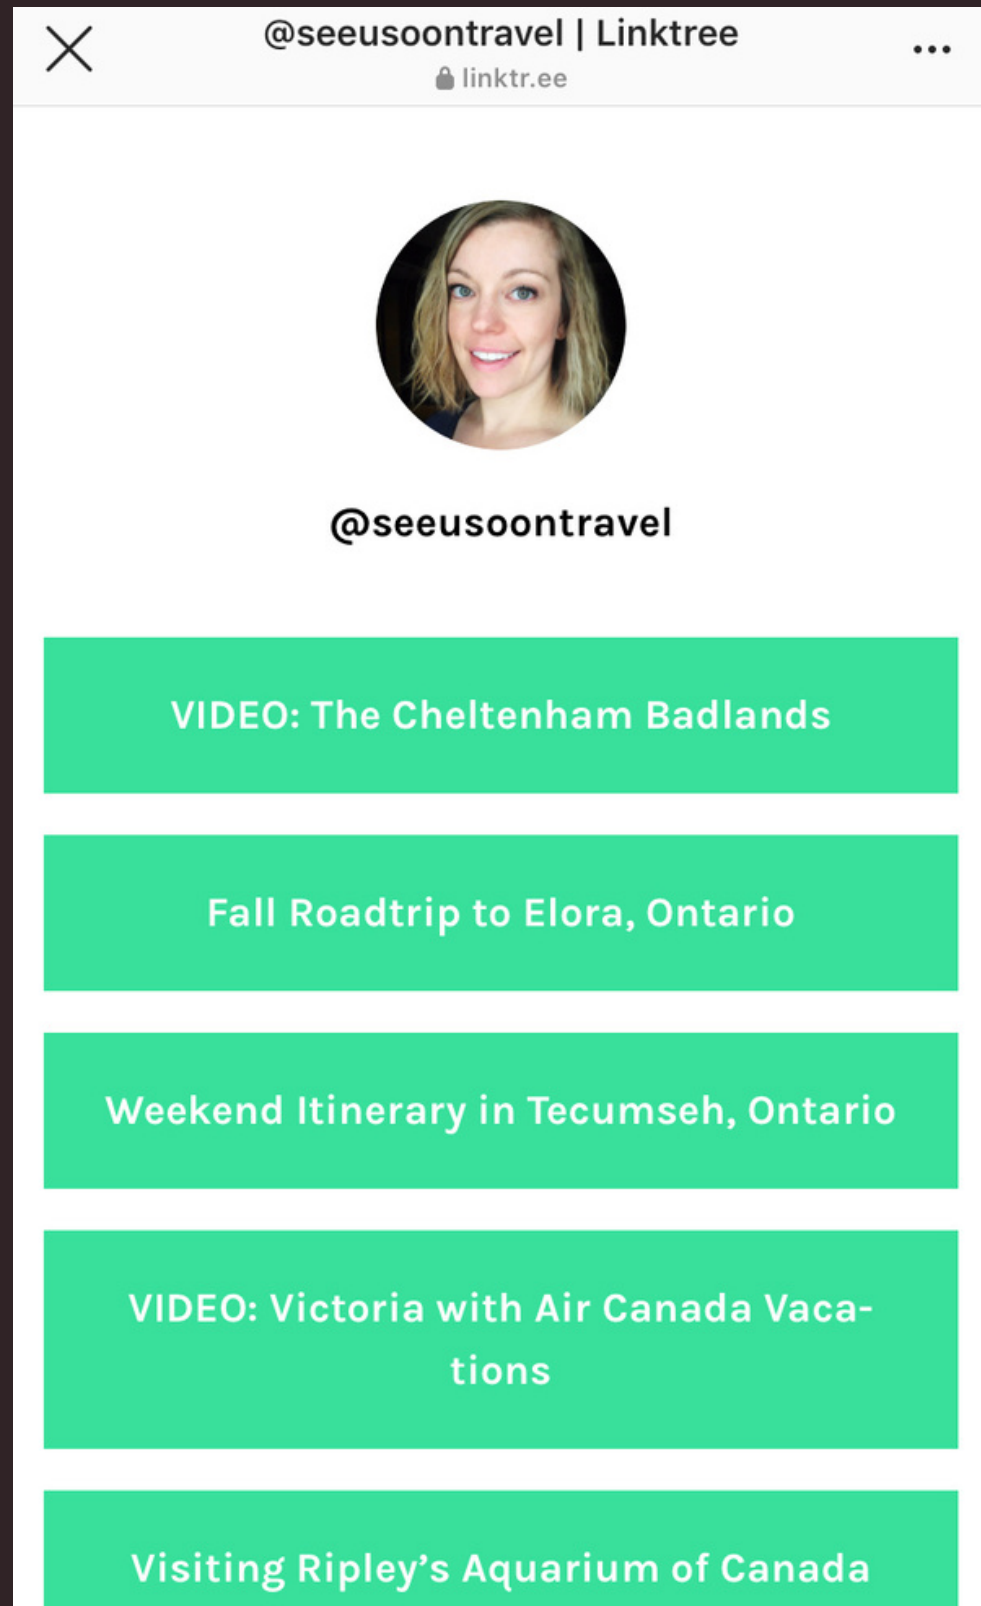 @seeusoontravel | Linktree
linktr.ee
@seeusoontravel
VIDEO: The Cheltenham Badlands
Fall Roadtrip to Elora, Ontario
Weekend Itinerary in Tecumseh, Ontario
VIDEO: Victoria with Air Canada Vaca-
tions
Visiting Ripley’s Aquarium of Canada